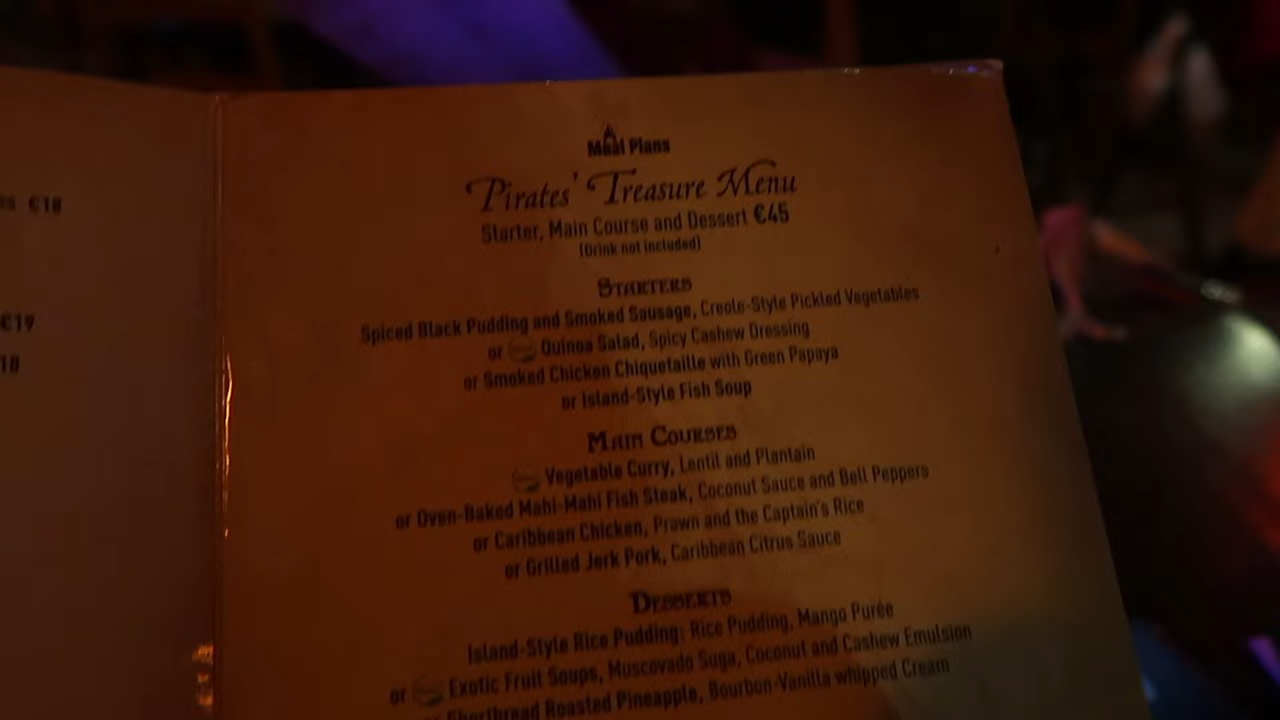 €18
€19
18
Meal Plans
Pirates' Treasure Menu
Starter, Main Course and Dessert €45
(Drink not included)
Starters
Spiced Black Pudding and Smoked Sausage, Creole-Style Pickled Vegetables
or Quinoa Salad, Spicy Cashew Dressing
or Smoked Chicken Chiquetaille with Green Papaya
or Island-Style Fish Soup
Main Courses
Vegetable Curry, Lentil and Plantain
or Oven-Baked Mahi-Mahi Fish Steak, Coconut Sauce and Bell Peppers
or Caribbean Chicken, Prawn and the Captain's Rice
or Grilled Jerk Pork, Caribbean Citrus Sauce
Desserts
Island-Style Rice Pudding: Rice Pudding, Mango Purée
or Exotic Fruit Soups, Muscovado Suga, Coconut and Cashew Emulsion
or Shortbread Roasted Pineapple, Bourbon-Vanilla whipped Cream